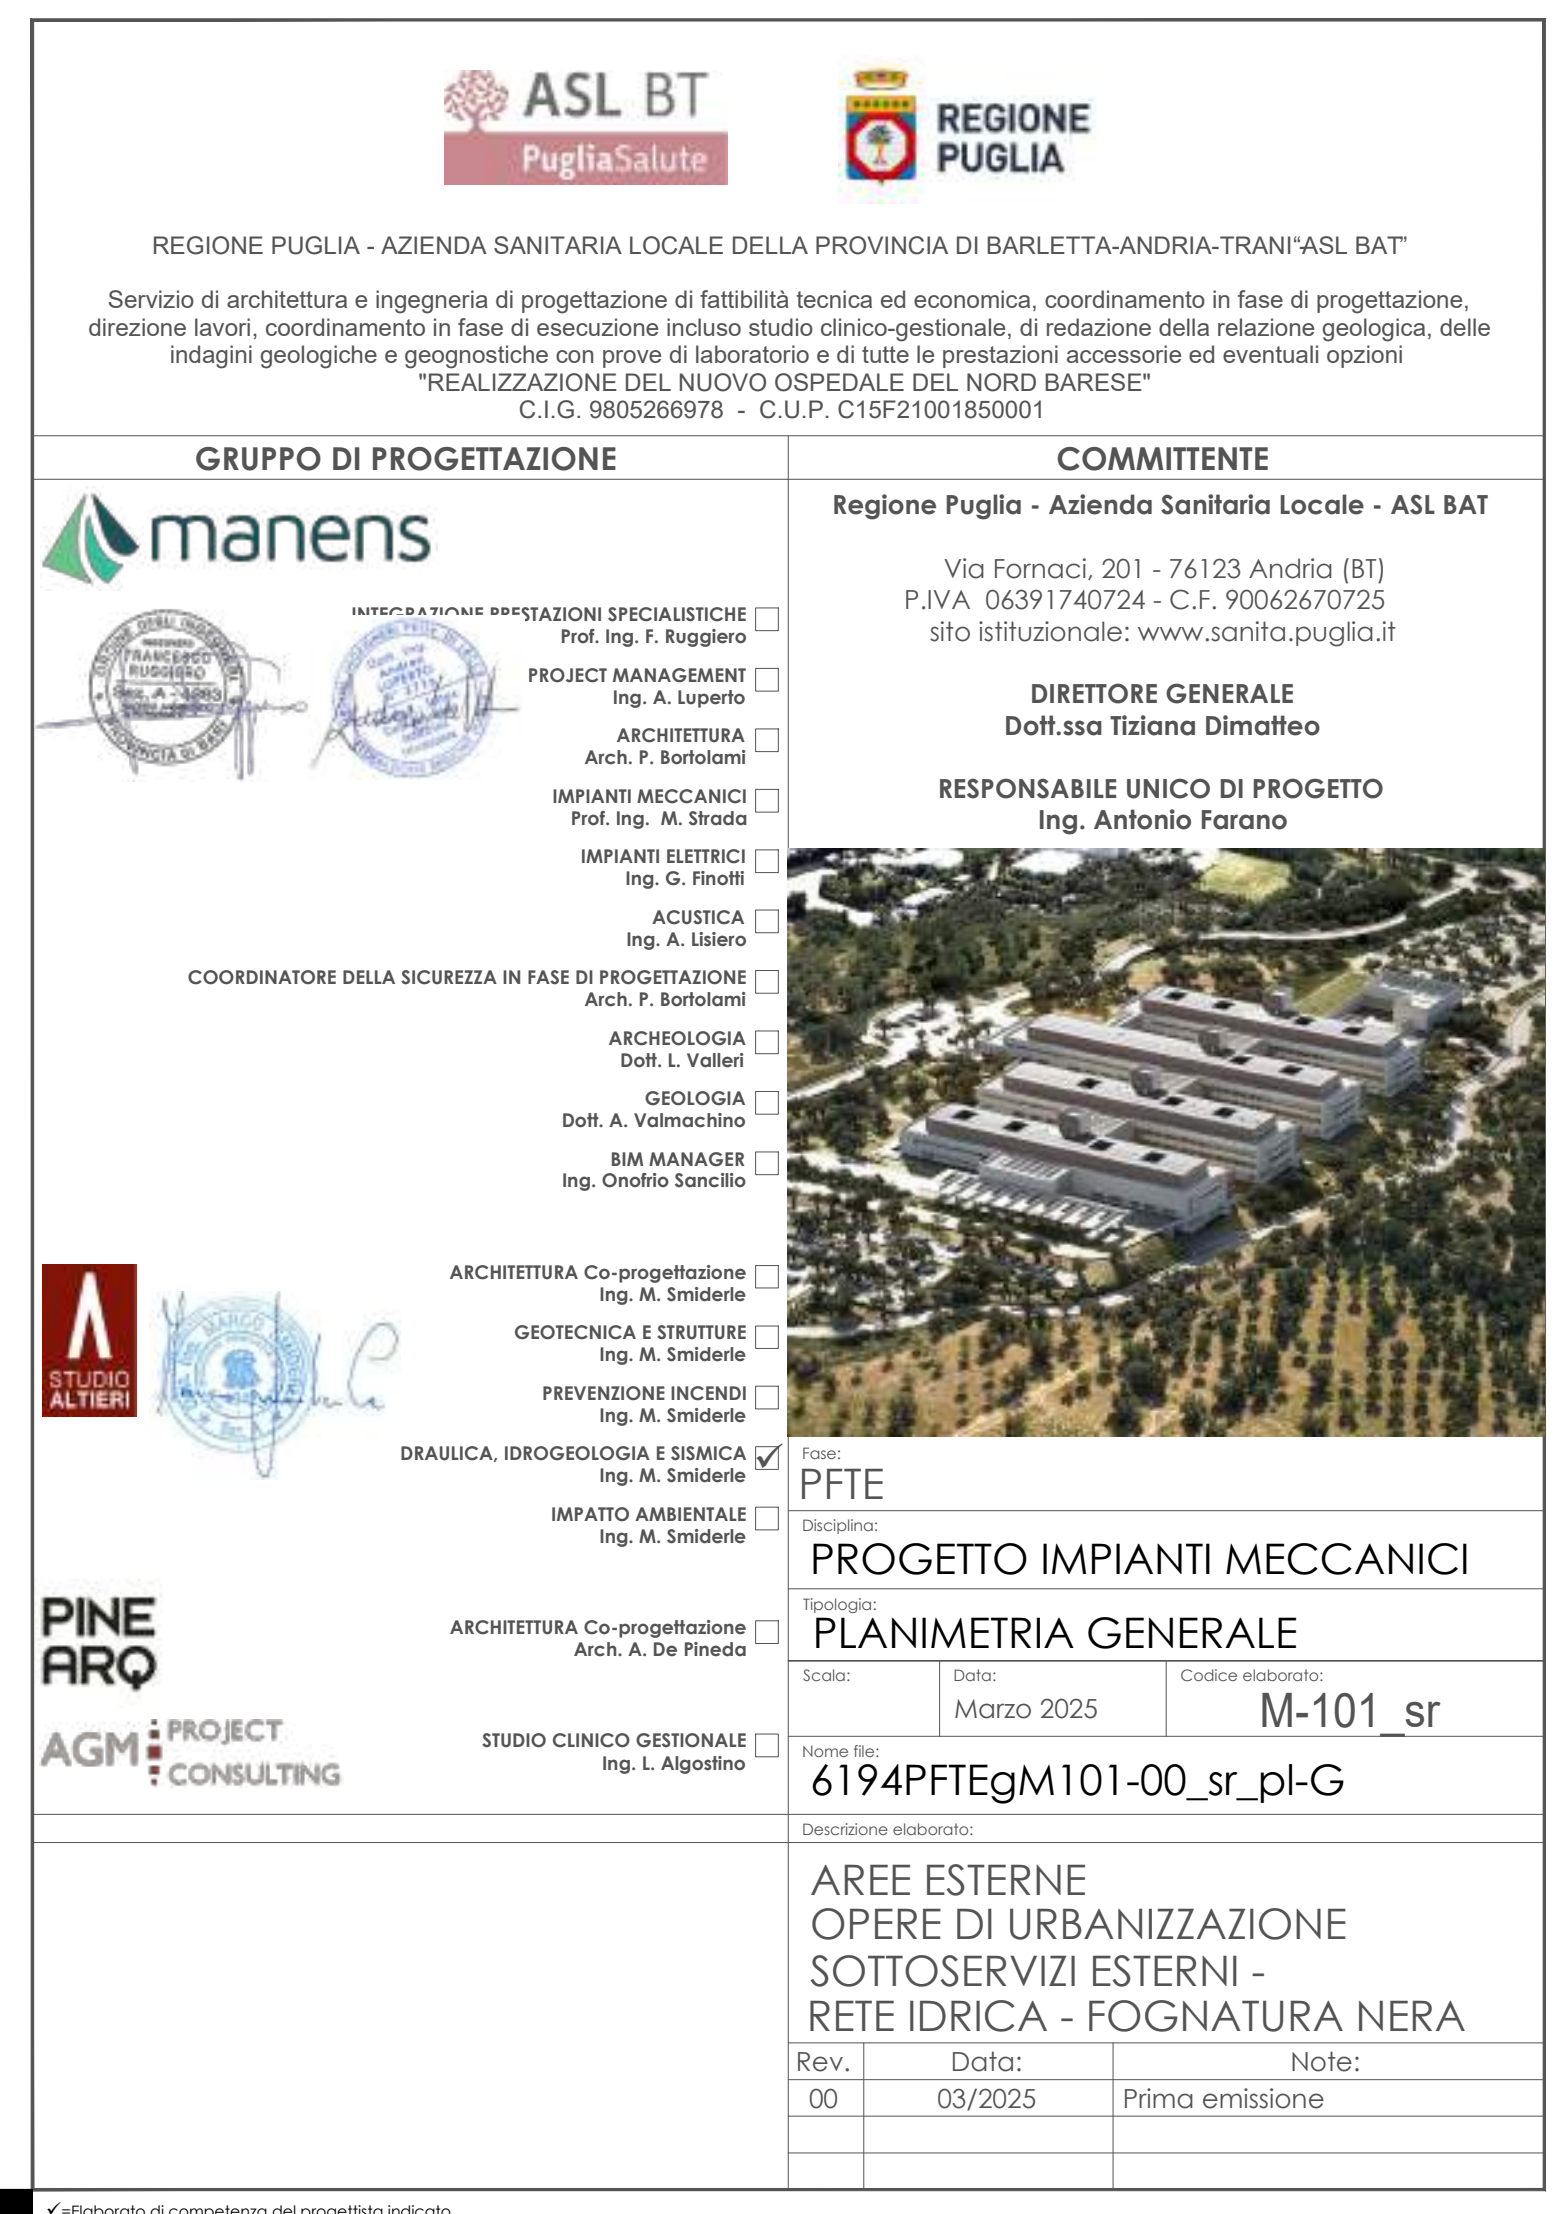 ASL BT
PugliaSalute
REGIONE
PUGLIA
REGIONE PUGLIA - AZIENDA SANITARIA LOCALE DELLA PROVINCIA DI BARLETTA-ANDRIA-TRANI“ASL BAT”
Servizio di architettura e ingegneria di progettazione di fattibilità tecnica ed economica, coordinamento in fase di progettazione,
direzione lavori, coordinamento in fase di esecuzione incluso studio clinico-gestionale, di redazione della relazione geologica, delle
indagini geologiche e geognostiche con prove di laboratorio e di tutte le prestazioni accessorie ed eventuali opzioni
"REALIZZAZIONE DEL NUOVO OSPEDALE DEL NORD BARESE"
C.I.G. 9805266978 - C.U.P. C15F21001850001
GRUPPO DI PROGETTAZIONE
manens
INTEGRAZIONE PRESTAZIONI SPECIALISTICHE
Prof. Ing. F. Ruggiero
FRANCESCO
RUGGIERO
PROJECT MANAGEMENT
Ing. A. Luperto
ARCHITETTURA
Arch. P. Bortolami
IMPIANTI MECCANICI
Prof. Ing. M. Strada
IMPIANTI ELETTRICI
Ing. G. Finotti
ACUSTICA
Ing. A. Lisiero
COORDINATORE DELLA SICUREZZA IN FASE DI PROGETTAZIONE
Arch. P. Bortolami
ARCHEOLOGIA
Dott. L. Valleri
GEOLOGIA
Dott. A. Valmachino
BIM MANAGER
Ing. Onofrio Sancilio
STUDIO
ALTIERI
ARCHITETTURA Co-progettazione
Ing. M. Smiderle
GEOTECNICA E STRUTTURE
Ing. M. Smiderle
PREVENZIONE INCENDI
Ing. M. Smiderle
DRAULICA, IDROGEOLOGIA E SISMICA ✓
Ing. M. Smiderle
IMPATTO AMBIENTALE
Ing. M. Smiderle
PINE
ARQ
ARCHITETTURA Co-progettazione
Arch. A. De Pineda
AGM PROJECT
CONSULTING
STUDIO CLINICO GESTIONALE
Ing. L. Algostino
COMMITTENTE
Regione Puglia - Azienda Sanitaria Locale - ASL BAT
Via Fornaci, 201 - 76123 Andria (BT)
P.IVA 06391740724 - C.F. 90062670725
sito istituzionale: www.sanita.puglia.it
DIRETTORE GENERALE
Dott.ssa Tiziana Dimatteo
RESPONSABILE UNICO DI PROGETTO
Ing. Antonio Farano
Fase:
PFTE
Disciplina:
PROGETTO IMPIANTI MECCANICI
Tipologia:
PLANIMETRIA GENERALE
Scala: Data: Codice elaborato:
Marzo 2025 M-101_sr
Nome file:
6194PFTEgM101-00_sr_pl-G
Descrizione elaborato:
AREE ESTERNE
OPERE DI URBANIZZAZIONE
SOTTOSERVIZI ESTERNI -
RETE IDRICA - FOGNATURA NERA
Rev. Data: Note:
00 03/2025 Prima emissione
✓=Elaborato di competenza del progettista indicato